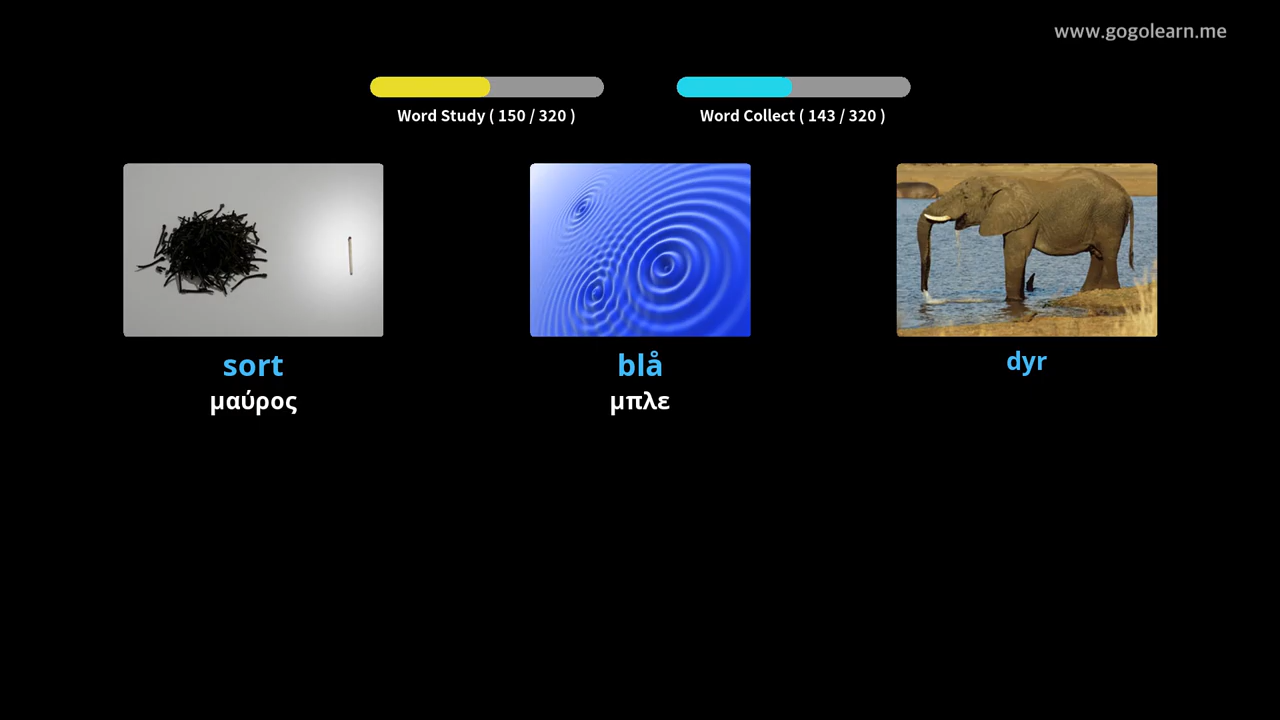 www.gogolearn.me
Word Study ( 150 / 320 )
Word Collect ( 143 / 320 )
sort
μαύρος
blå
μπλε
dyr